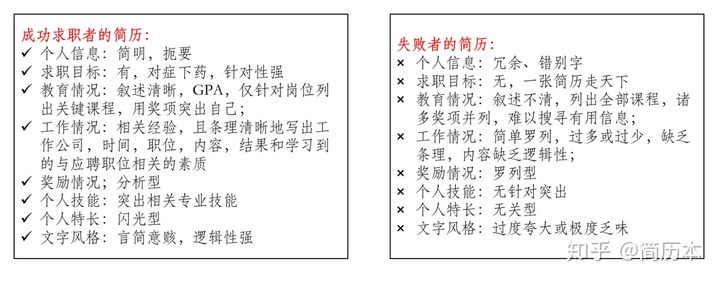 成功求职者的简历：
✓ 个人信息：简明，扼要
✓ 求职目标：有，对症下药，针对性强
✓ 教育情况：叙述清晰，GPA，仅针对岗位列
出关键课程，用奖项突出自己；
✓ 工作情况：相关经验，且条理清晰地写出工
作公司，时间，职位，内容，结果和学习到
的与应聘职位相关的素质
✓ 奖励情况；分析型
✓ 个人技能：突出相关专业技能
✓ 个人特长：闪光型
✓ 文字风格：言简意赅，逻辑性强
失败者的简历：
× 个人信息：冗余、错别字
× 求职目标：无，一张简历走天下
× 教育情况：叙述不清，列出全部课程，诸
多奖项并列，难以搜寻有用信息；
× 工作情况：简单罗列，过多或过少，缺乏
条理，内容缺乏逻辑性；
× 奖励情况：罗列型
× 个人技能：无针对突出
× 个人特长：无关型
× 文字风格：过度夸大或极度乏味
知乎 @简历本